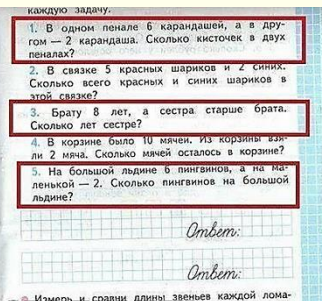 каждую задачу.
1. В одном пенале 6 карандашей, а в дру-
гом — 2 карандаша. Сколько кисточек в двух
пеналах?
2. В связке 5 красных шариков и 2 синих.
Сколько всего красных и синих шариков в
этой связке?
3. Брату 8 лет, а сестра старше брата.
Сколько лет сестре?
4. В корзине было 10 мячей. Из корзины взя-
ли 2 мяча. Сколько мячей осталось в корзине?
5. На большой льдине 6 пингвинов, а на ма-
ленькой — 2. Сколько пингвинов на большой
льдине?
Ответ:
Ответ:
Измерь и сравни длины звеньев каждой лома-